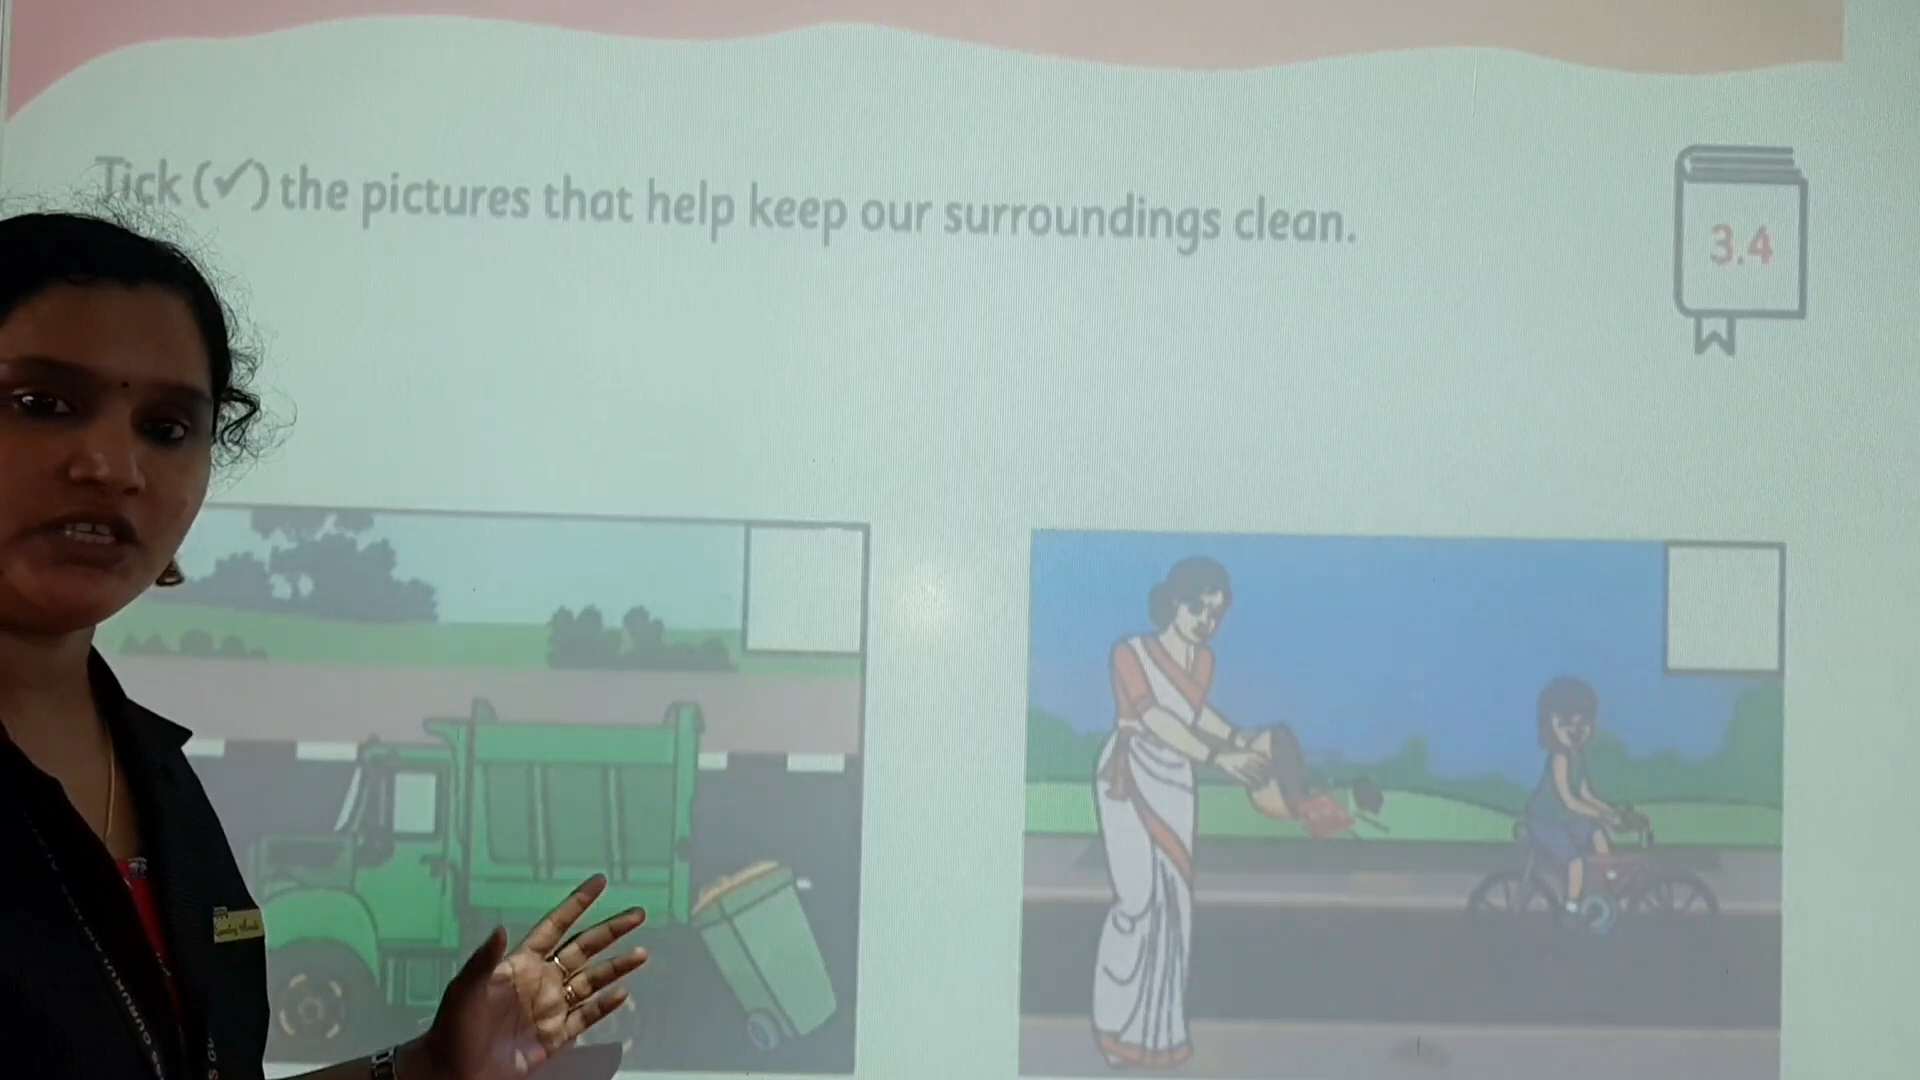 Tick (✓) the pictures that help keep our surroundings clean.
3.4